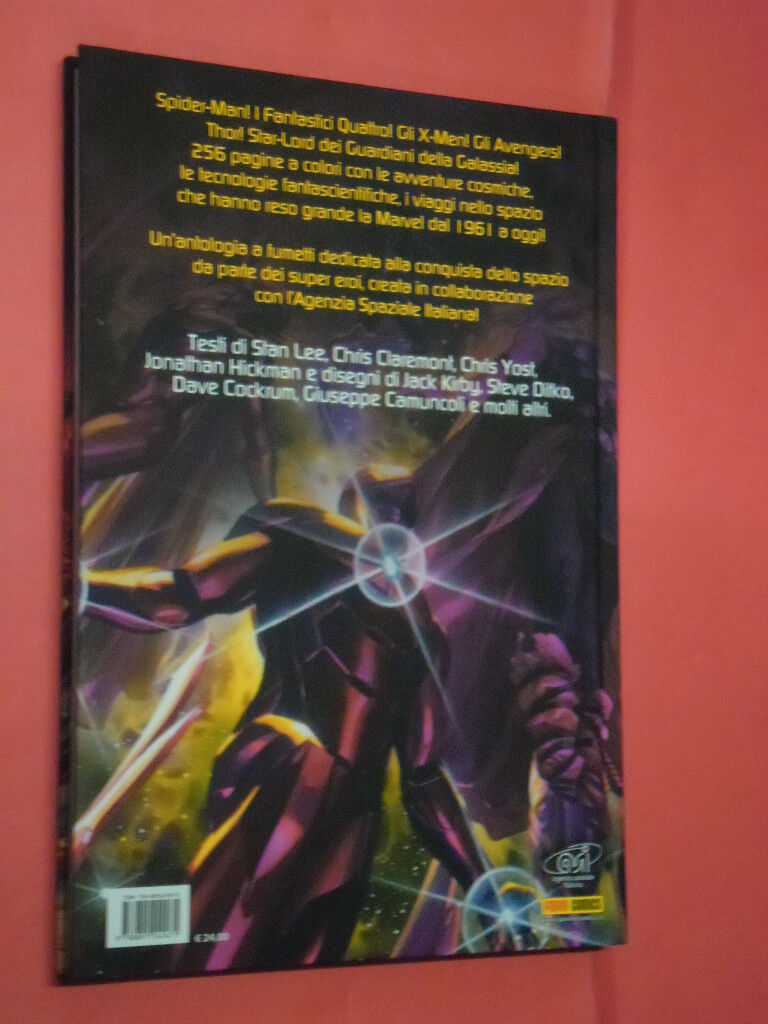 Spider-Man! I Fantastici Quattro! Gli X-Men! Gli Avengers!
Thor! Star-Lord dei Guardiani della Galassia!
256 pagine a colori con le avventure cosmiche,
le tecnologie fantascientifiche, i viaggi nello spazio
che hanno reso grande la Marvel dal 1961 a oggi!
Un'antologia a fumetti dedicata alla conquista dello spazio
da parte dei super eroi, creata in collaborazione
con l'Agenzia Spaziale Italiana!
Testi di Stan Lee, Chris Claremont, Chris Yost,
Jonathan Hickman e disegni di Jack Kirby, Steve Ditko,
Dave Cockrum, Giuseppe Camuncoli e molti altri.
asi
PANINI COMICS
€ 24,00